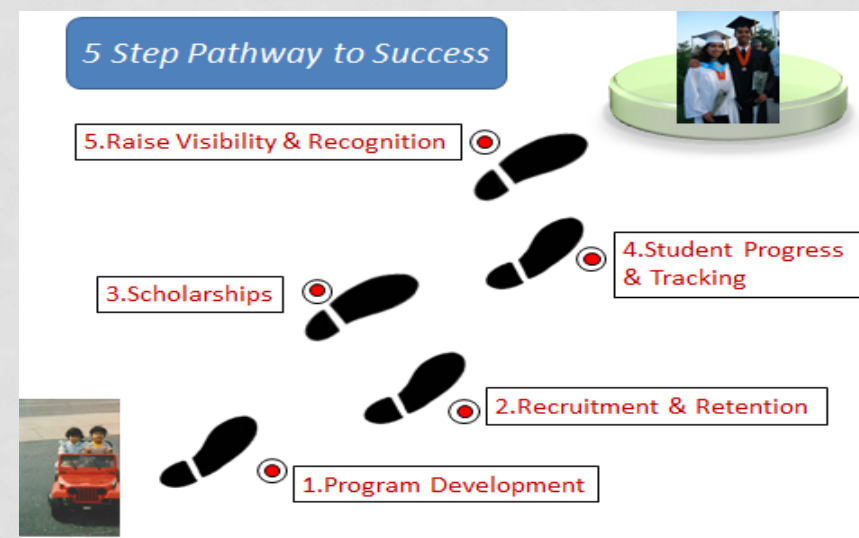 5 Step Pathway to Success
5.Raise Visibility & Recognition
4.Student Progress
& Tracking
3.Scholarships
2.Recruitment & Retention
1.Program Development